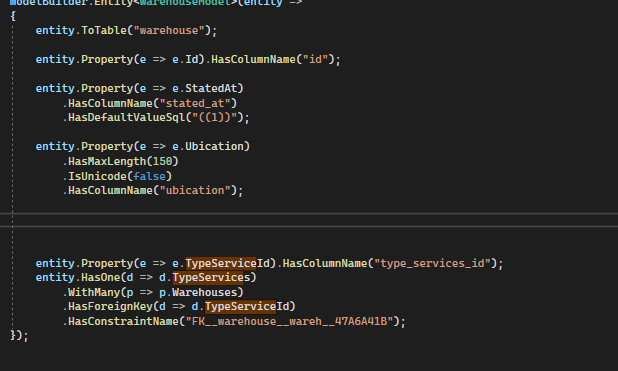 modelBuilder.Entity<WarehouseModel>(entity =>
{
entity.ToTable("warehouse");
entity.Property(e => e.Id).HasColumnName("id");
entity.Property(e => e.StatedAt)
.HasColumnName("stated_at")
.HasDefaultValueSql("((1))");
entity.Property(e => e.Ubication)
.HasMaxLength(150)
.IsUnicode(false)
.HasColumnName("ubication");
entity.Property(e => e.TypeServiceId).HasColumnName("type_services_id");
entity.HasOne(d => d.TypeServices)
.WithMany(p => p.Warehouses)
.HasForeignKey(d => d.TypeServiceId)
.HasConstraintName("FK__warehouse__wareh__47A6A41B");
});